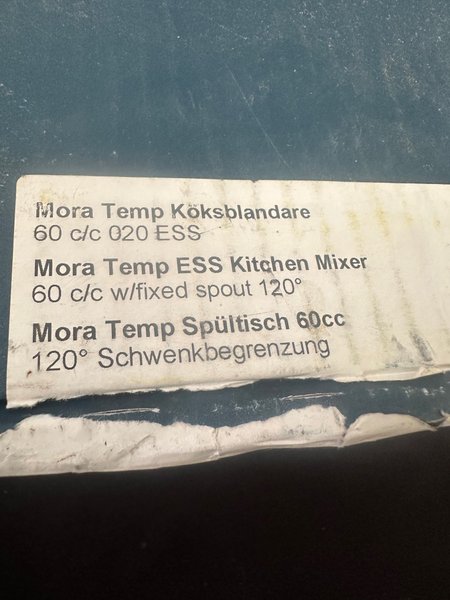 Mora Temp Köksblandare
60 c/c 020 ESS
Mora Temp ESS Kitchen Mixer
60 c/c w/fixed spout 120°
Mora Temp Spültisch 60cc
120° Schwenkbegrenzung